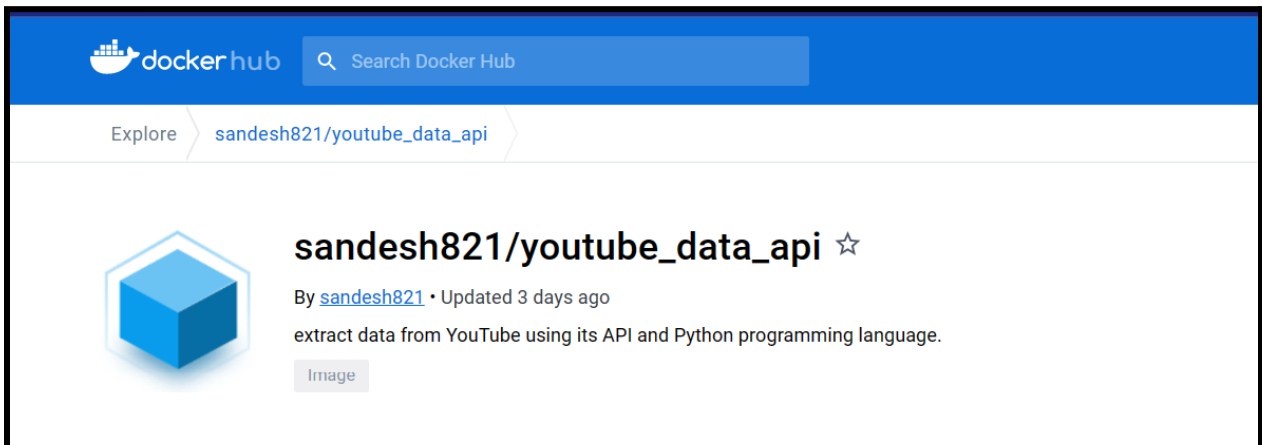 dockerhub
Search Docker Hub
Explore
sandesh821/youtube_data_api
sandesh821/youtube_data_api
By sandesh821 • Updated 3 days ago
extract data from YouTube using its API and Python programming language.
Image